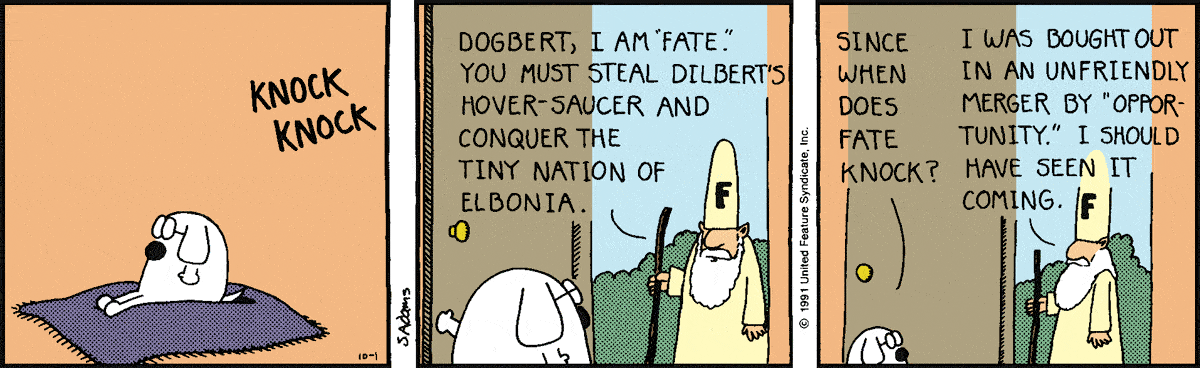 KNOCK
KNOCK
10-1
S.Adams
DOGBERT, I AM "FATE."
YOU MUST STEAL DILBERT'S
HOVER-SAUCER AND
CONQUER THE
TINY NATION OF
ELBONIA.
F
© 1991 United Feature Syndicate, Inc.
SINCE
WHEN
DOES
FATE
KNOCK?
I WAS BOUGHT OUT
IN AN UNFRIENDLY
MERGER BY "OPPOR-
TUNITY." I SHOULD
HAVE SEEN IT
COMING.
F